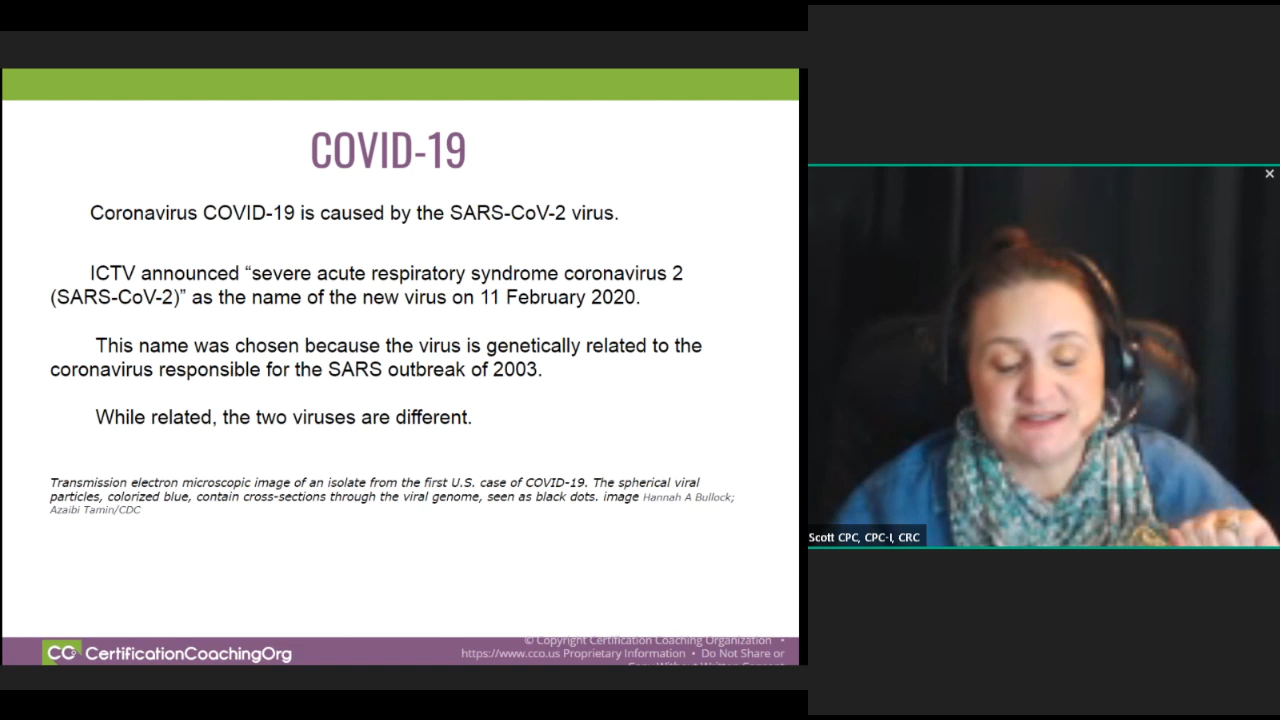 COVID-19
Coronavirus COVID-19 is caused by the SARS-CoV-2 virus.
ICTV announced “severe acute respiratory syndrome coronavirus 2
(SARS-CoV-2)” as the name of the new virus on 11 February 2020.
This name was chosen because the virus is genetically related to the
coronavirus responsible for the SARS outbreak of 2003.
While related, the two viruses are different.
Transmission electron microscopic image of an isolate from the first U.S. case of COVID-19. The spherical viral
particles, colorized blue, contain cross-sections through the viral genome, seen as black dots. image Hannah A Bullock;
Azaibi Tamin/CDC
Scott CPC, CPC-I, CRC
CCO CertificationCoachingOrg
© Copyright Certification Coaching Organization •
https://www.cco.us Proprietary Information • Do Not Share or
Copy Without Written Consent